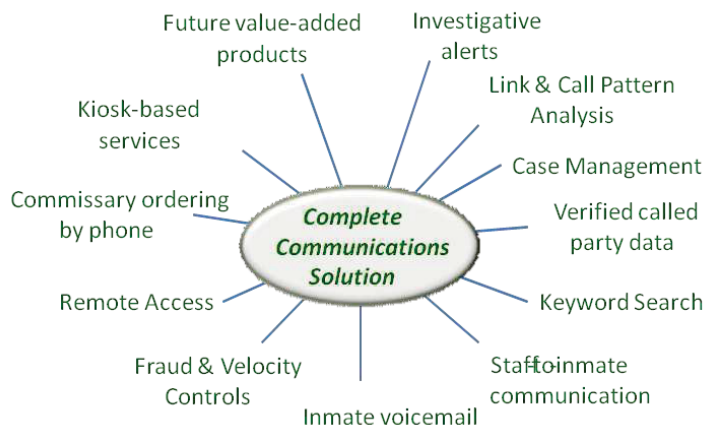 Future value-added
products
Investigative
alerts
Link & Call Pattern
Analysis
Kiosk-based
services
Case Management
Commissary ordering
by phone
Complete
Communications
Solution
Verified called
party data
Remote Access
Keyword Search
Fraud & Velocity
Controls
Staff-to-inmate
communication
Inmate voicemail